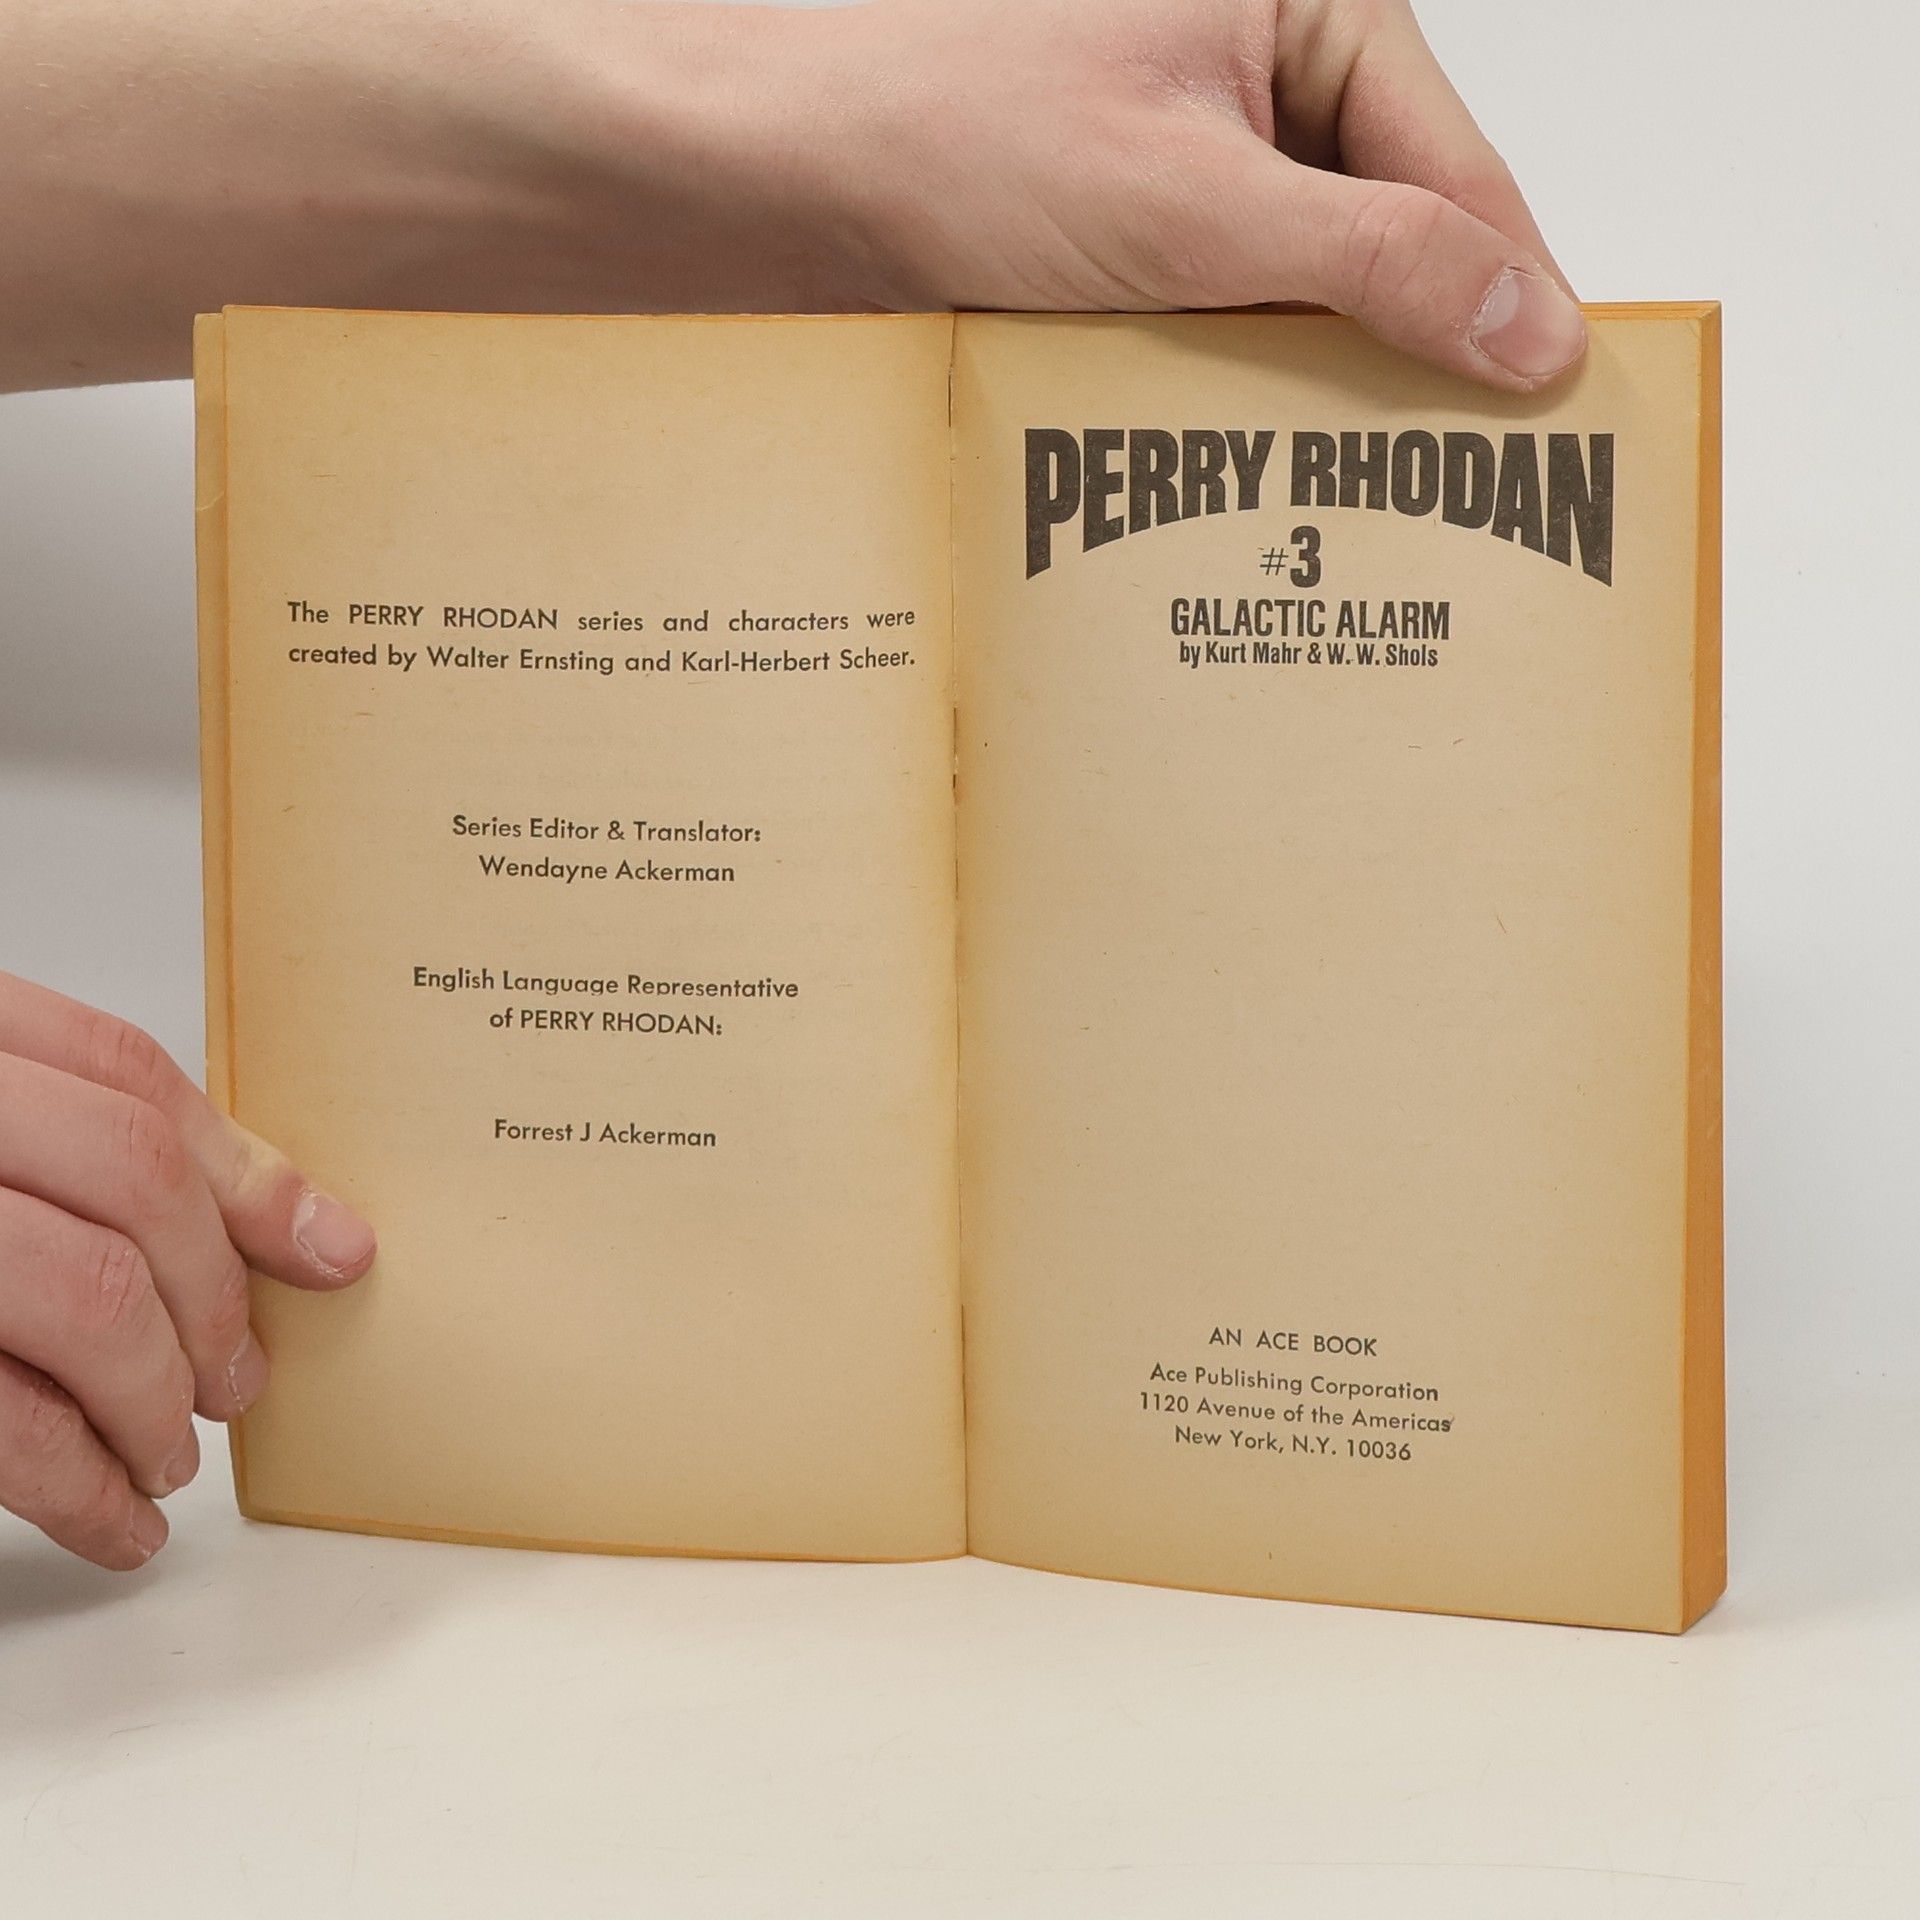 The PERRY RHODAN series and characters were
created by Walter Ernsting and Karl-Herbert Scheer.
Series Editor & Translator:
Wendayne Ackerman
English Language Representative
of PERRY RHODAN:
Forrest J Ackerman
PERRY RHODAN
#3
GALACTIC ALARM
by Kurt Mahr & W. W. Shols
AN ACE BOOK
Ace Publishing Corporation
1120 Avenue of the Americas
New York, N.Y. 10036